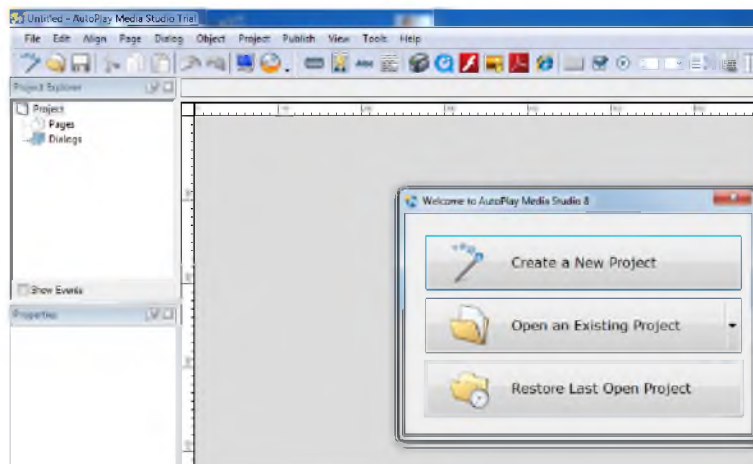 Untitled - AutoPlay Media Studio Trial
File Edit Align Page Dialog Object Project Publish View Tools Help
Project Explorer
Project
Pages
Dialogs
Show Events
Properties
Welcome to AutoPlay Media Studio 8
Create a New Project
Open an Existing Project
Restore Last Open Project